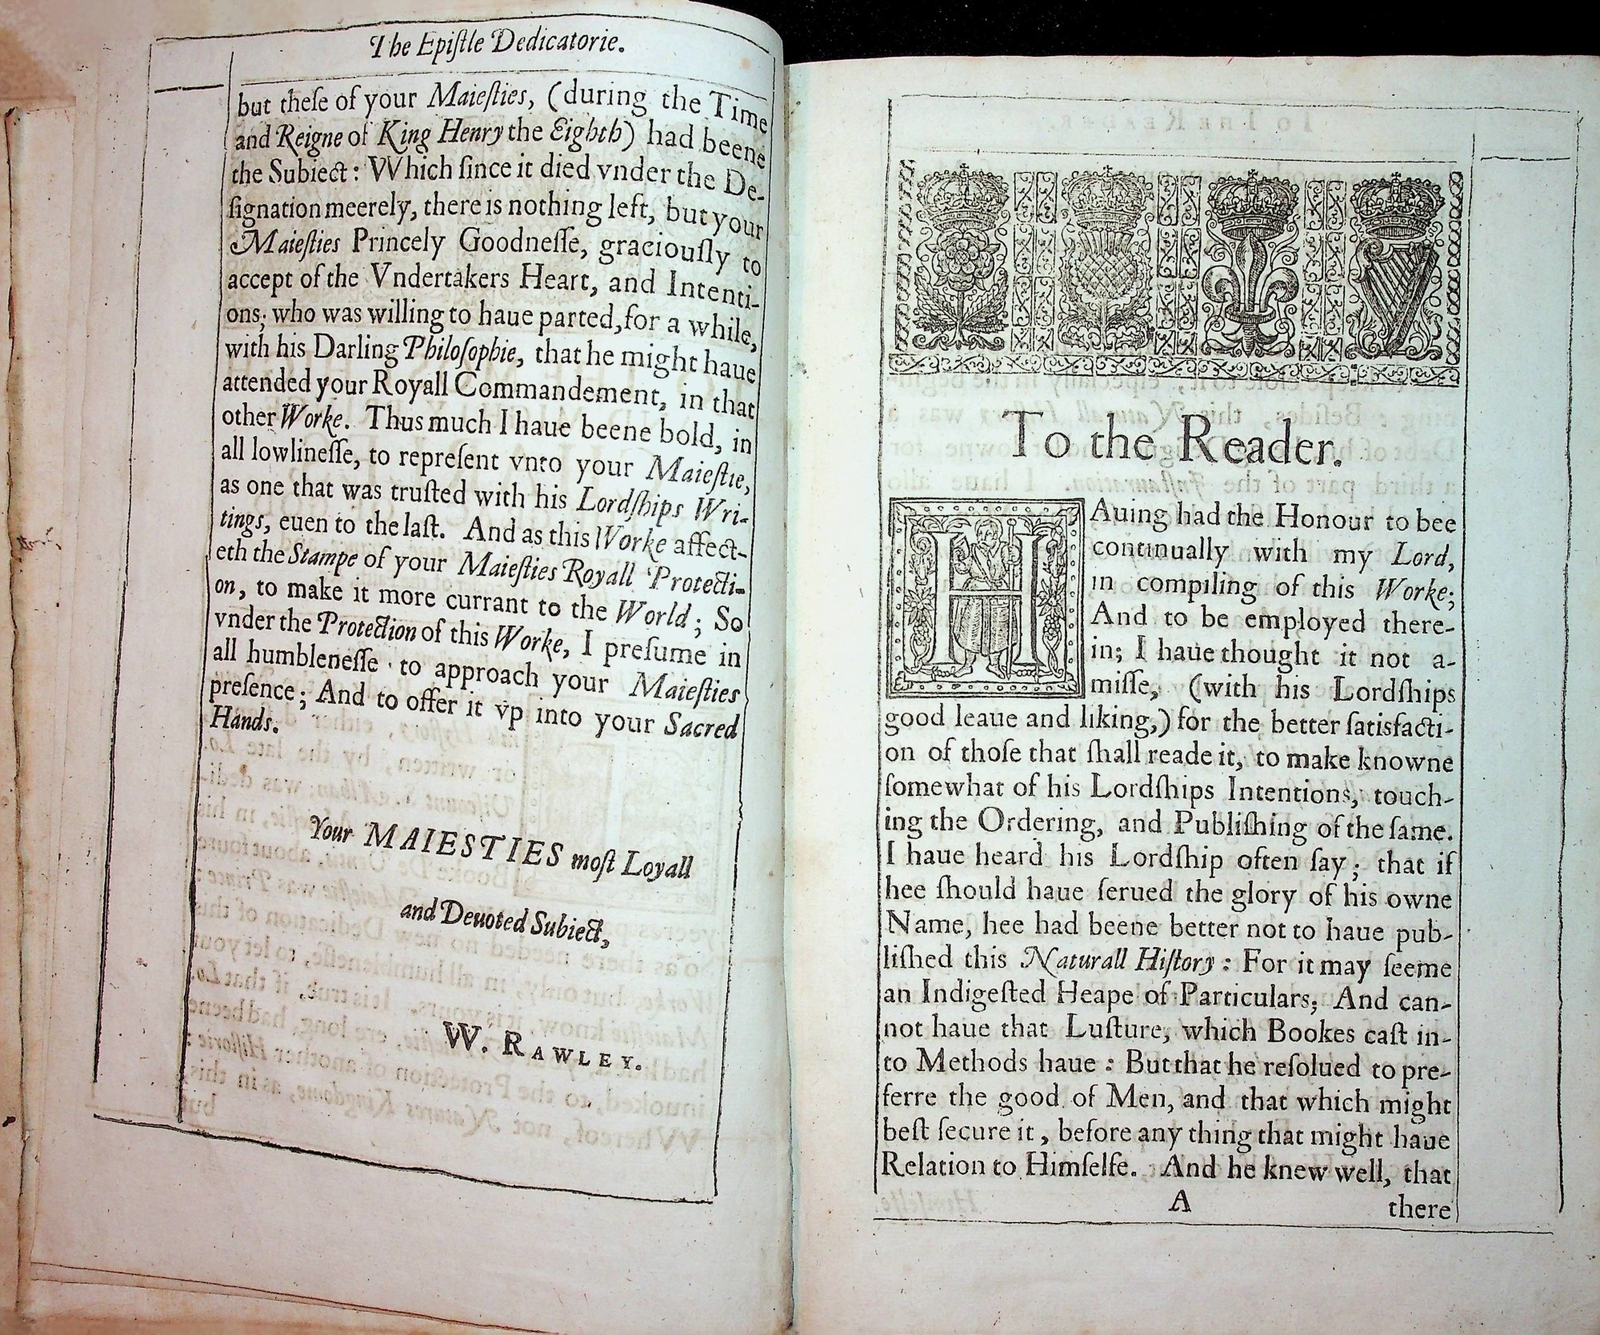 The Epiſtle Dedicatorie.
but theſe of your Maieſties, (during the Time
and Reigne of King Henry the Eighth) had beene
the Subiect: Which ſince it died vnder the De-
ſignation meerely, there is nothing left, but your
Maieſties Princely Goodneſſe, graciouſly to
accept of the Vndertakers Heart, and Intenti-
ons; who was willing to haue parted, for a while,
with his Darling Philoſophie, that he might haue
attended your Royall Commandement, in that
other Worke. Thus much I haue beene bold, in
all lowlineſſe, to repreſent vnto your Maieſtie,
as one that was truſted with his Lordſhips Wri-
tings, euen to the laſt. And as this Worke affect-
eth the Stampe of your Maieſties Royall Protecti-
on, to make it more currant to the World; So
vnder the Protection of this Worke, I preſume in
all humbleneſſe to approach your Maieſties
preſence; And to offer it vp into your Sacred
Hands.
Your MAIESTIES moſt Loyall
and Deuoted Subiect,
W. RAWLEY.
To the Reader.
HAuing had the Honour to bee
continually with my Lord,
in compiling of this Worke;
And to be employed there-
in; I haue thought it not a-
miſſe, (with his Lordſhips
good leaue and liking,) for the better ſatisfacti-
on of thoſe that ſhall reade it, to make knowne
ſomewhat of his Lordſhips Intentions, touch-
ing the Ordering, and Publiſhing of the ſame.
I haue heard his Lordſhip often ſay; that if
hee ſhould haue ſerued the glory of his owne
Name, hee had beene better not to haue pub-
liſhed this Naturall Hiſtory: For it may ſeeme
an Indigeſted Heape of Particulars; And can-
not haue that Luſture, which Bookes caſt in-
to Methods haue: But that he reſolued to pre-
ferre the good of Men, and that which might
beſt ſecure it, before any thing that might haue
Relation to Himſelfe. And he knew well, that
A
there